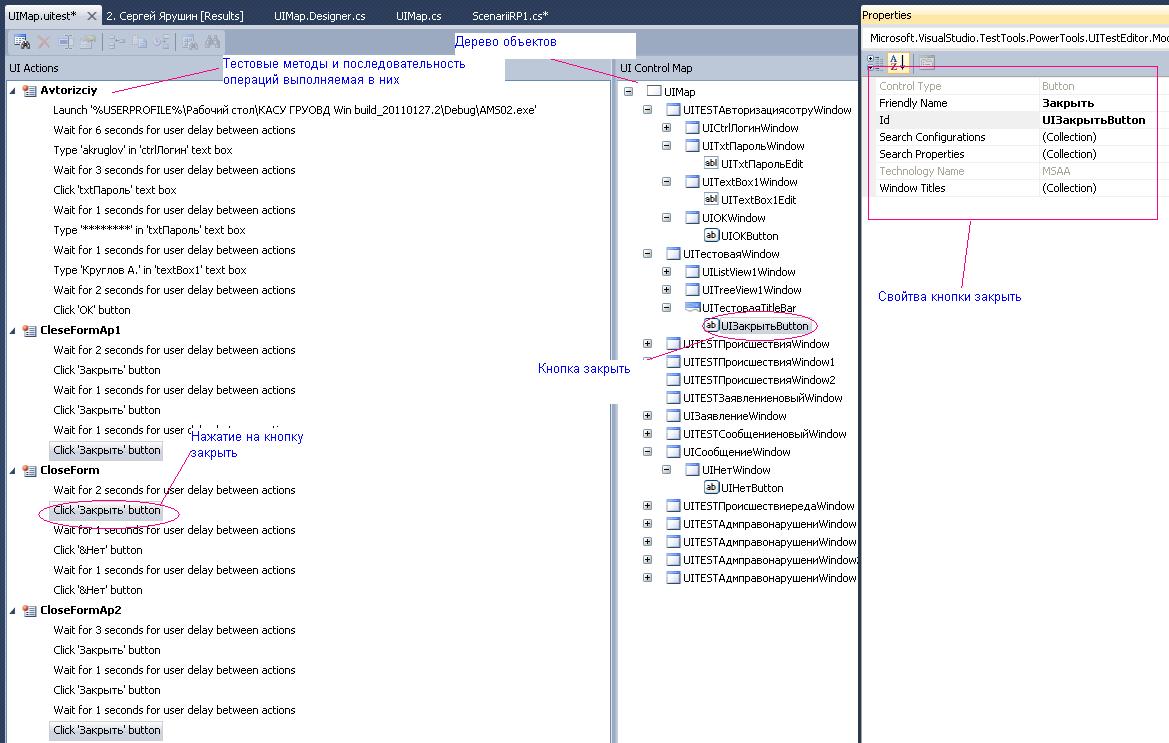 UIMap.uitest*
2. Сергей Ярушин [Results]
UIMap.Designer.cs
UIMap.cs
ScenariiRP1.cs*
UI Actions
Тестовые методы и последовательность
операций выполняемая в них
Avtorizciy
Launch '%USERPROFILE%\Рабочий стол\КАСУ ГРУОВД Win build_20110127.2\Debug\AMS02.exe'
Wait for 6 seconds for user delay between actions
Type 'akruglov' in 'ctrlЛогин' text box
Wait for 3 seconds for user delay between actions
Click 'txtПароль' text box
Wait for 1 seconds for user delay between actions
Type '********' in 'txtПароль' text box
Wait for 1 seconds for user delay between actions
Type 'Круглов А.' in 'textBox1' text box
Wait for 2 seconds for user delay between actions
Click 'ОК' button
CleseFormAp1
Wait for 2 seconds for user delay between actions
Click 'Закрыть' button
Wait for 1 seconds for user delay between actions
Click 'Закрыть' button
Wait for 1 seconds for user
Click 'Закрыть' button
Нажатие на кнопку
закрыть
CloseForm
Wait for 2 seconds for user delay between actions
Click 'Закрыть' button
Wait for 1 seconds for user delay between actions
Click '&Нет' button
Wait for 1 seconds for user delay between actions
Click '&Нет' button
CloseFormAp2
Wait for 3 seconds for user delay between actions
Click 'Закрыть' button
Wait for 1 seconds for user delay between actions
Click 'Закрыть' button
Wait for 1 seconds for user delay between actions
Click 'Закрыть' button
Дерево объектов
UI Control Map
UIMap
UITESTАвторизациясотруWindow
UICtrlЛогинWindow
UITxtПарольWindow
UITxtПарольEdit
UITextBox1Window
UITextBox1Edit
UIOKWindow
UIOKButton
UIТестоваяWindow
UIListView1Window
UITreeView1Window
UIТестоваяTitleBar
UIЗакрытьButton
Кнопка закрыть
UITESTПроисшествияWindow
UITESTПроисшествияWindow1
UITESTПроисшествияWindow2
UITESTЗаявлениеновыйWindow
UIЗаявлениеWindow
UITESTСообщениеновыйWindow
UIСообщениеWindow
UIНетWindow
UIНетButton
UITESTПроисшествиередаWindow
UITESTАдмправонарушениWindow
UITESTАдмправонарушениWindow
UITESTАдмправонарушениWindow
UITESTАдмправонарушениWindow
Properties
Microsoft.VisualStudio.TestTools.PowerTools.UITestEditor.Mod
Control Type Button
Friendly Name Закрыть
Id UIЗакрытьButton
Search Configurations (Collection)
Search Properties (Collection)
Technology Name MSAA
Window Titles (Collection)
Свойтва кнопки закрыть